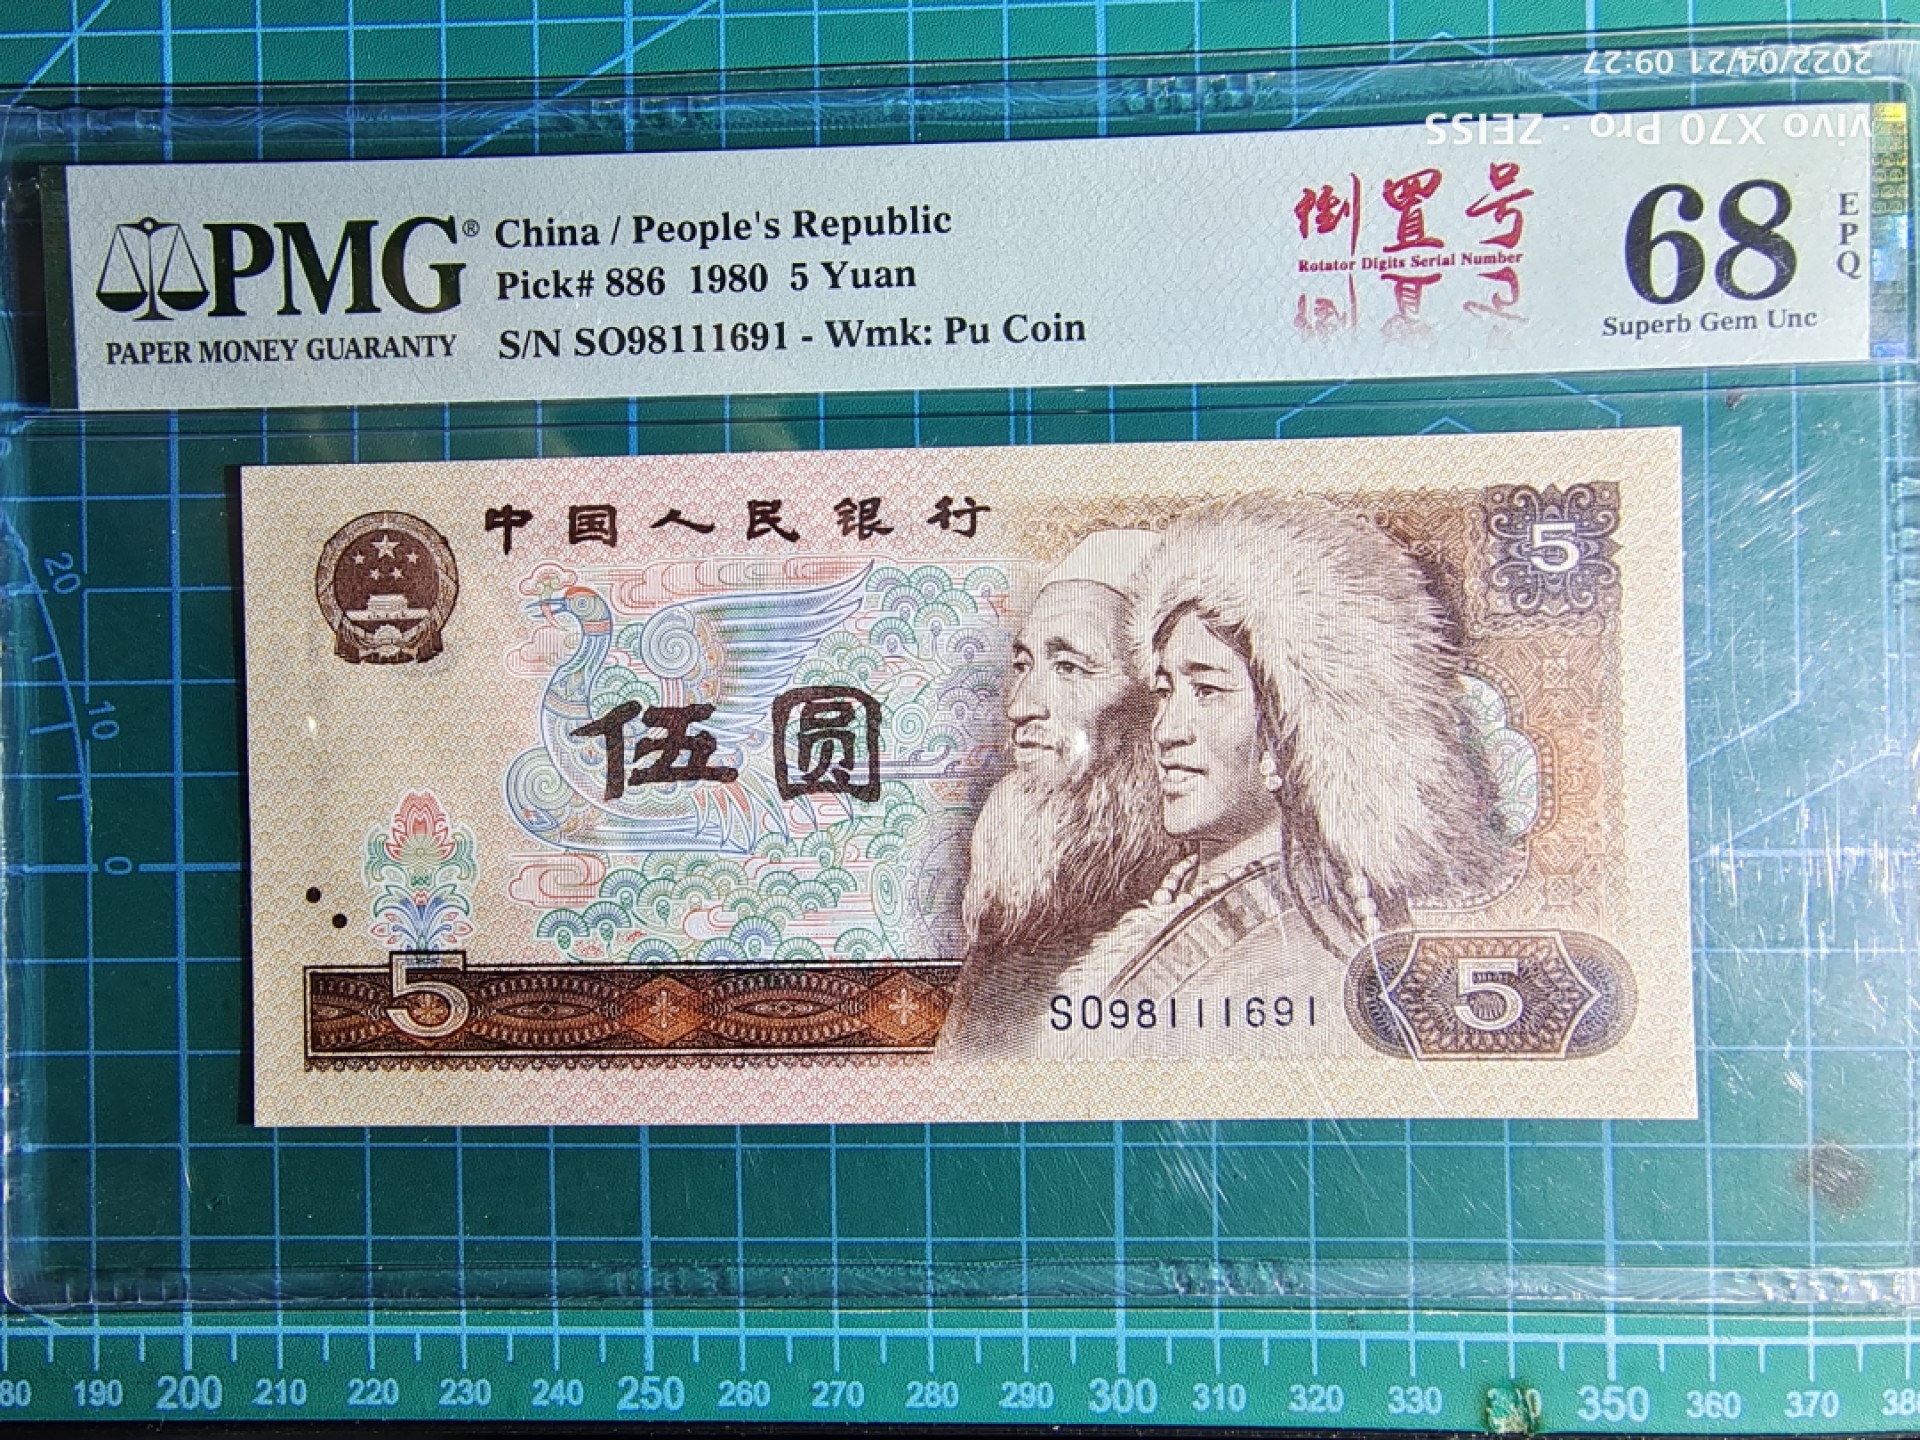 2022/04/21 09:27
vivo X70 Pro · ZEISS
PMG®
PAPER MONEY GUARANTY
China / People's Republic
Pick# 886 1980 5 Yuan
S/N SO98111691 - Wmk: Pu Coin
倒置号
Rotator Digits Serial Number
68
EPQ
Superb Gem Unc
中国人民银行
5
伍圆
5
SO98111691
5
20
10
0
80 190 200 210 220 230 240 250 260 270 280 290 300 310 320 330 340 350 360 370 38